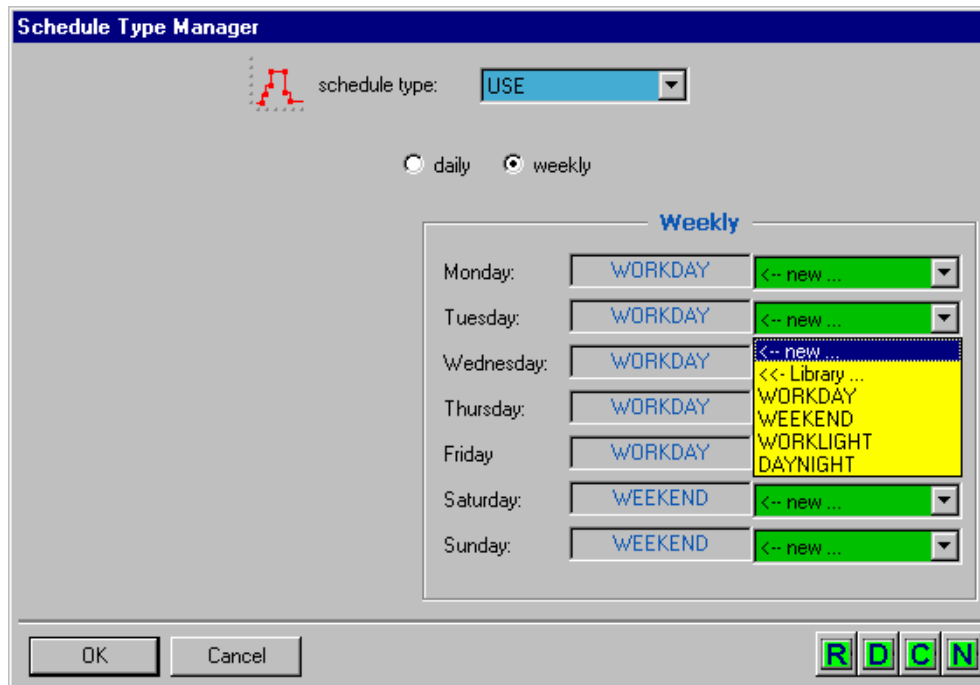 Schedule Type Manager
schedule type: USE
daily weekly
Weekly
Monday: WORKDAY <-- new ...
Tuesday: WORKDAY <-- new ...
<-- new ...
Wednesday: WORKDAY
<<- Library ...
WORKDAY
Thursday: WORKDAY
WEEKEND
WORKLIGHT
Friday WORKDAY
DAYNIGHT
Saturday: WEEKEND <-- new ...
Sunday: WEEKEND <-- new ...
OK Cancel R D C N